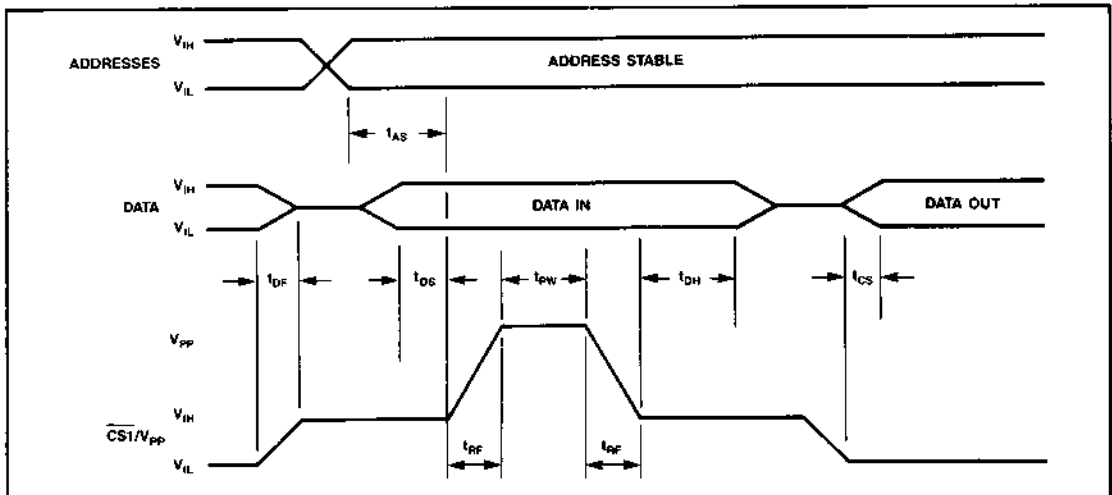 V_IH
ADDRESSES
ADDRESS STABLE
V_IL
t_AS
V_IH
DATA
DATA IN
DATA OUT
V_IL
t_DF
t_DS
t_PW
t_DH
t_CS
V_PP
V_IH
CS1/V_PP
V_IL
t_RF
t_RF